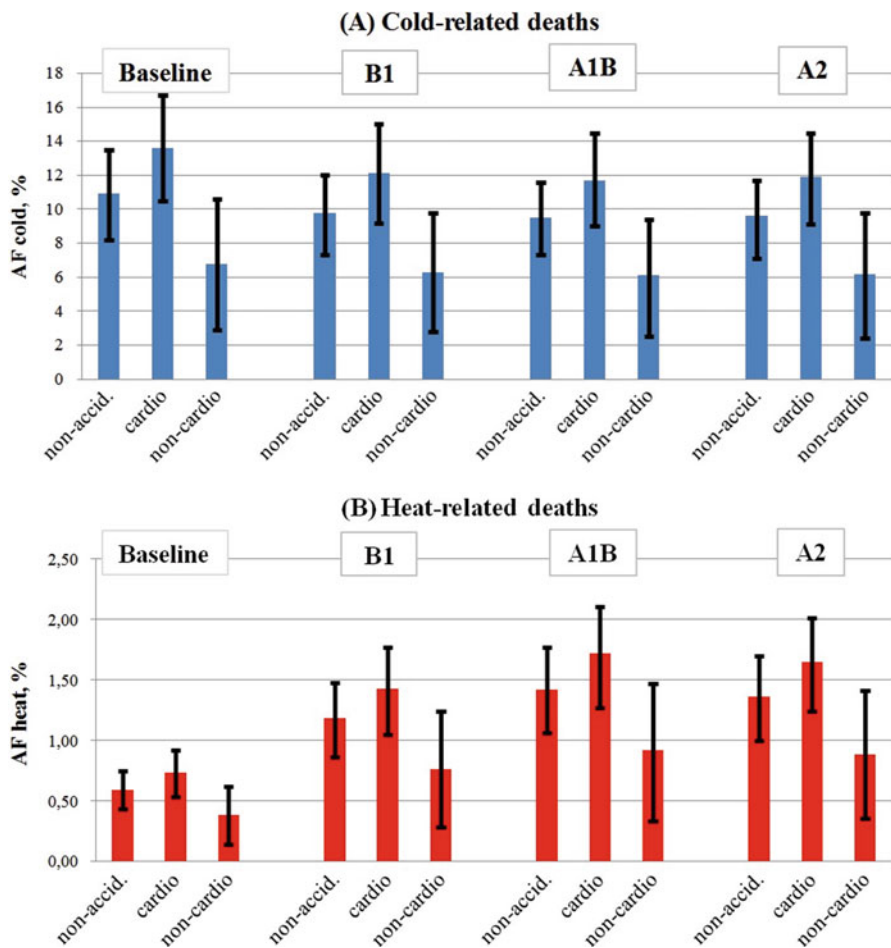 (A) Cold-related deaths
Baseline B1 A1B A2
18
16
14
12
10
8
6
4
2
0
AF cold, %
non-accid. cardio non-cardio non-accid. cardio non-cardio non-accid. cardio non-cardio non-accid. cardio non-cardio
(B) Heat-related deaths
Baseline B1 A1B A2
2,50
2,00
1,50
1,00
0,50
0,00
AF heat, %
non-accid. cardio non-cardio non-accid. cardio non-cardio non-accid. cardio non-cardio non-accid. cardio non-cardio